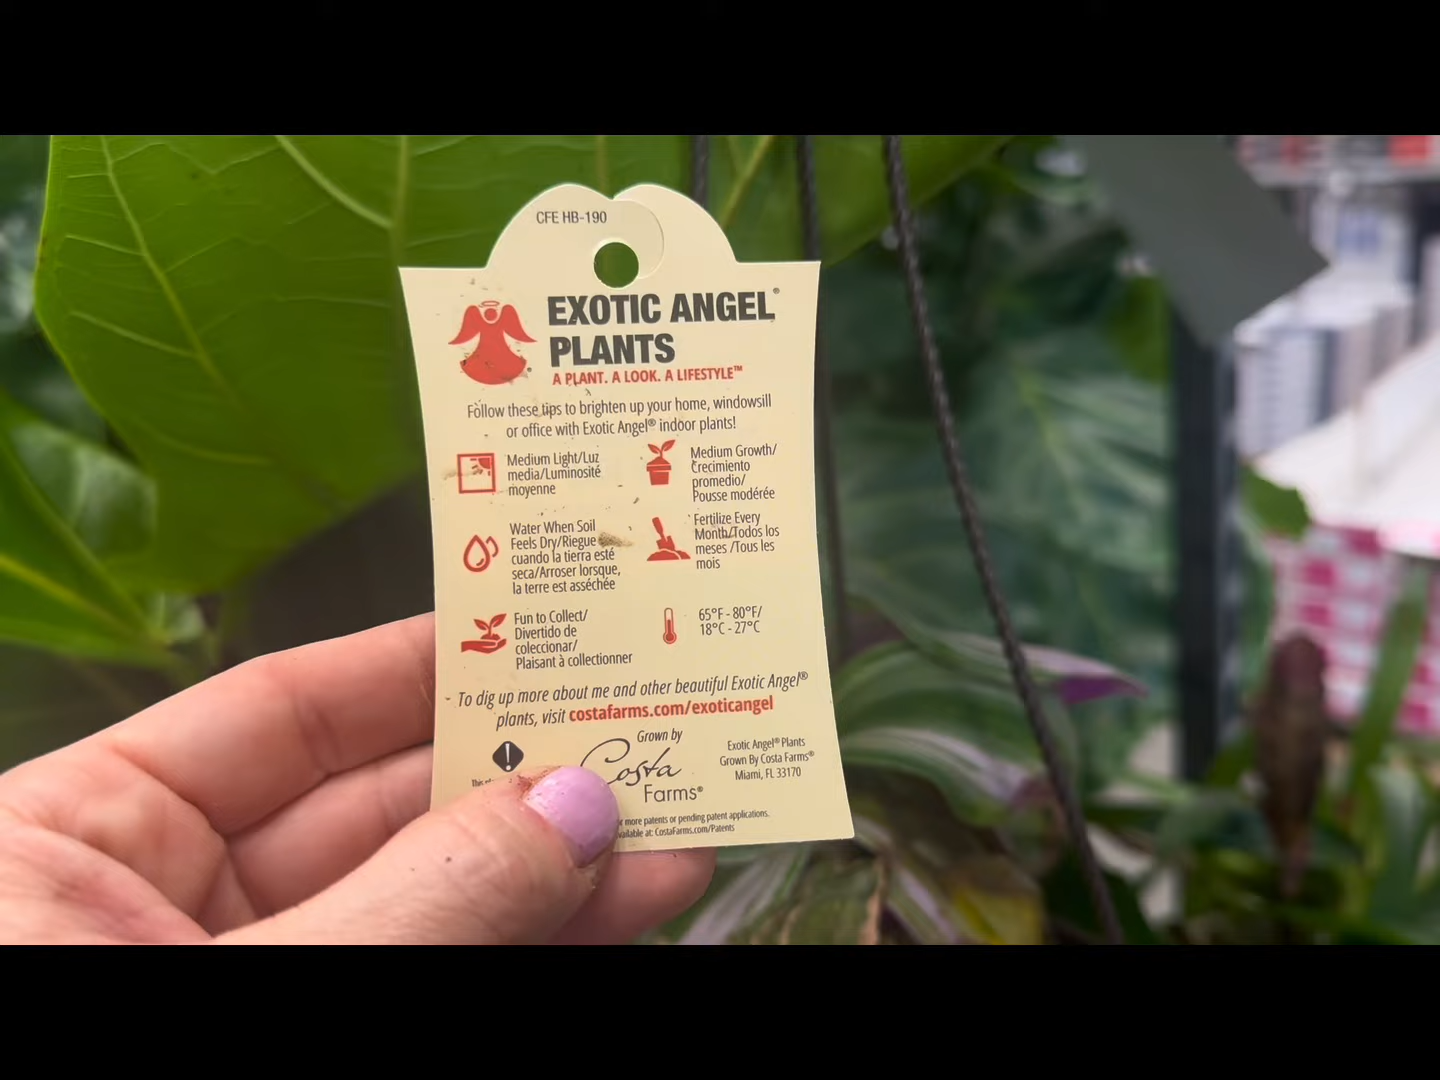 CFE HB-190
EXOTIC ANGEL®
PLANTS
A PLANT. A LOOK. A LIFESTYLE™
Follow these tips to brighten up your home, windowsill
or office with Exotic Angel® indoor plants!
Medium Light/Luz
media/Luminosité
moyenne
Medium Growth/
Crecimiento
promedio/
Pousse modérée
Water When Soil
Feels Dry/Riegue
cuando la tierra esté
seca/Arroser lorsque,
la terre est asséchée
Fertilize Every
Month/Todos los
meses /Tous les
mois
Fun to Collect/
Divertido de
coleccionar/
Plaisant à collectionner
65°F - 80°F/
18°C - 27°C
To dig up more about me and other beautiful Exotic Angel®
plants, visit costafarms.com/exoticangel
!
This
Grown by
Costa
Farms®
Exotic Angel® Plants
Grown By Costa Farms®
Miami, FL 33170
more patents or pending patent applications.
at: CostaFarms.com/Patents